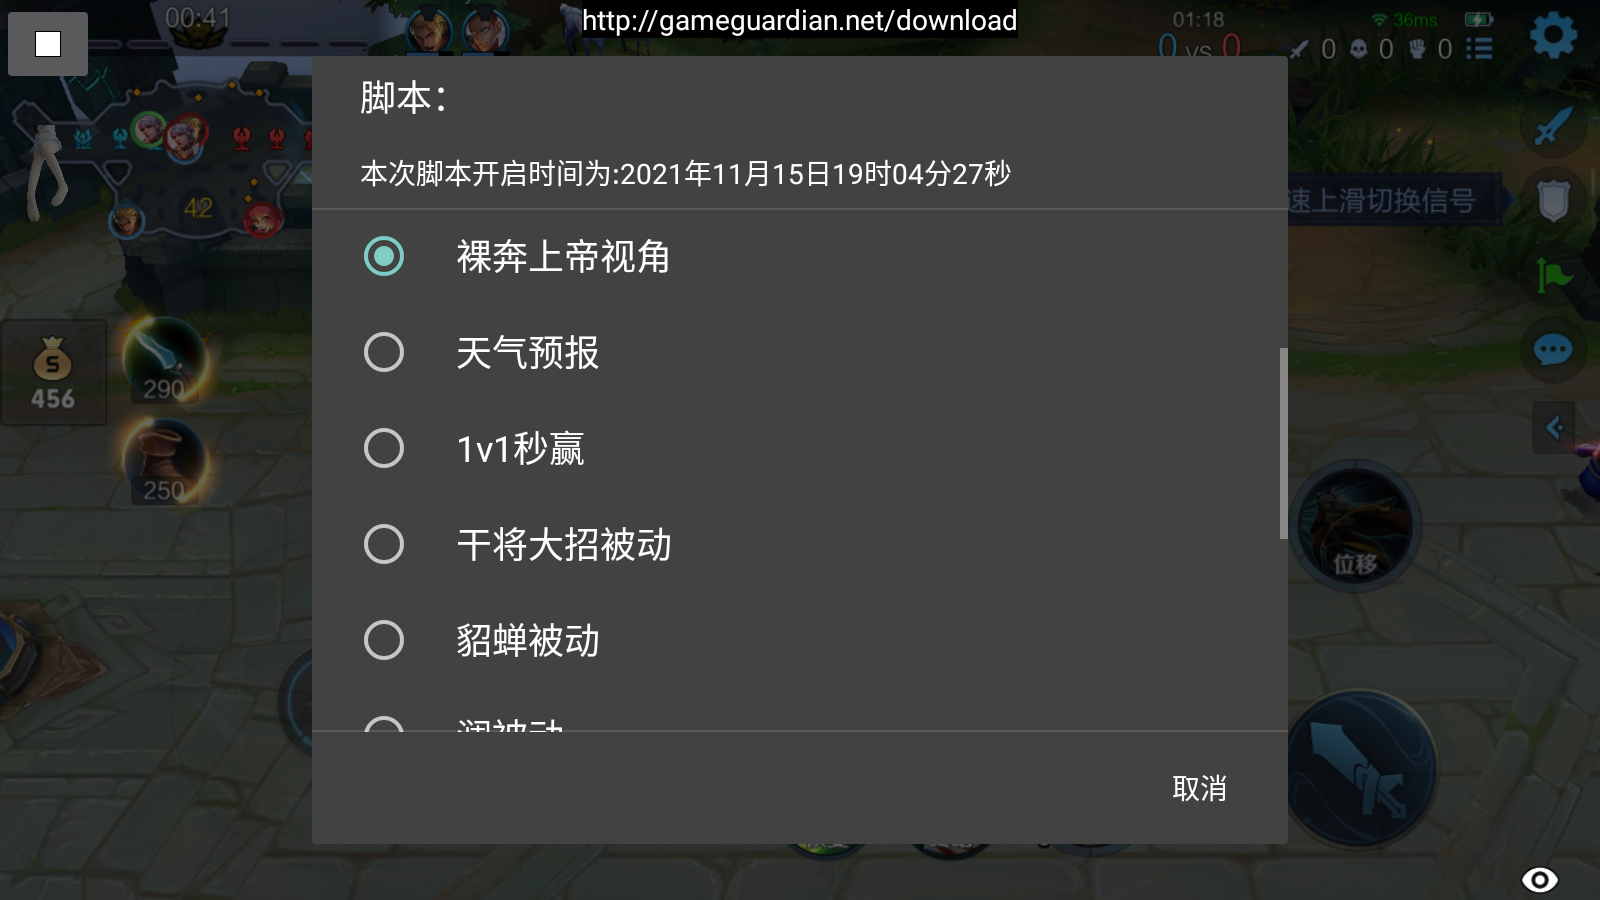 00:41
http://gameguardian.net/download
01:18
36ms
0 vs 0
0
0
0
脚本：
本次脚本开启时间为:2021年11月15日19时04分27秒
速上滑切换信号
42
裸奔上帝视角
天气预报
456
290
1v1秒赢
250
干将大招被动
位移
貂蝉被动
澜被动
取消